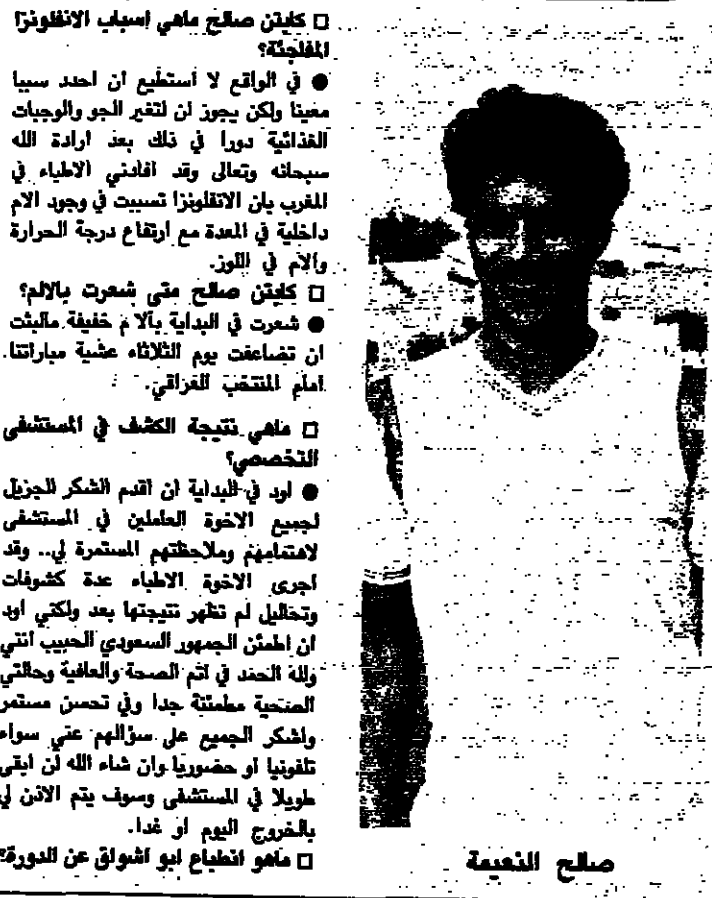 □ كابتن صالح ماهي اسباب الانفلونزا
المفاجئة؟
● في الواقع لا أستطيع ان احدد سببا
معينا ولكن يجوز ان لتغير الجو والوجبات
الغذائية دورا في ذلك بعد ارادة الله
سبحانه وتعالى وقد افادني الاطباء في
المغرب بان الانفلونزا تسببت في وجود الام
داخلية في المعدة مع ارتفاع درجة الحرارة
والام في اللوز.
□ كابتن صالح متى شعرت بالالم؟
● شعرت في البداية بآلا م خفيفة مالبثت
ان تضاعفت يوم الثلاثاء عشية مباراتنا
امام المنتخب العراقي.
□ ماهي نتيجة الكشف في المستشفى
التخصصي؟
● اود في البداية ان اقدم الشكر الجزيل
لجميع الاخوة العاملين في المستشفى
لاهتمامهم وملاحظتهم المستمرة لي.. وقد
اجرى الاخوة الاطباء عدة كشوفات
وتحاليل لم تظهر نتيجتها بعد ولكني اود
ان اطمئن الجمهور السعودي الحبيب انني
ولله الحمد في اتم الصحة والعافية وحالتي
الصحية مطمئنة جدا وفي تحسن مستمر
واشكر الجميع على سؤالهم عني سواء
تلفونيا او حضوريا وان شاء الله لن ابقى
طويلا في المستشفى وسوف يتم الاذن لي
بالخروج اليوم او غدا.
□ ماهو انطباع ابو اشواق عن الدورة؟
صالح النعيمة